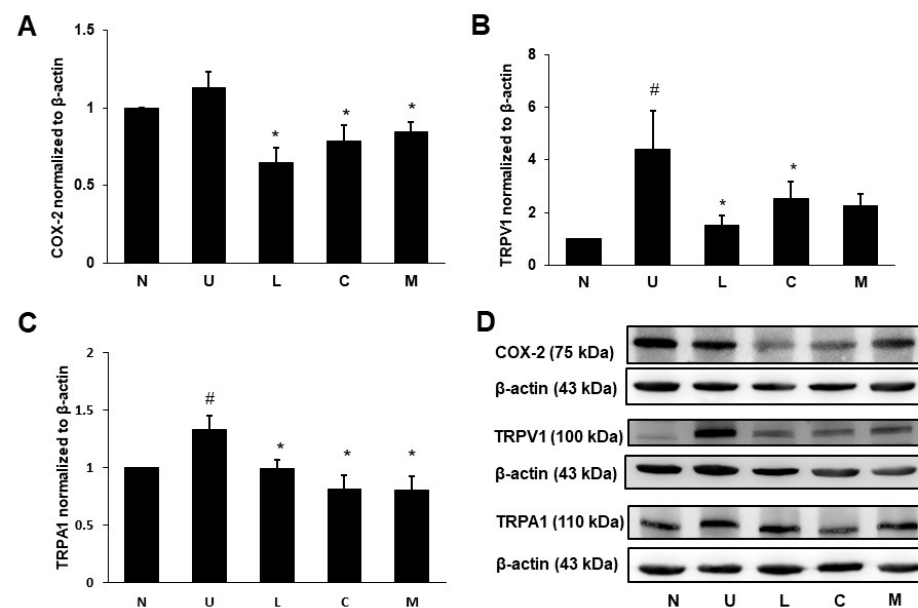 A
COX-2 normalized to β-actin
1.5
1
0.5
0
*
*
*
N U L C M
B
TRPV1 normalized to β-actin
8
6
4
2
0
#
*
*
N U L C M
C
TRPA1 normalized to β-actin
2
1.5
1
0.5
0
#
*
*
*
N U L C M
D
COX-2 (75 kDa)
β-actin (43 kDa)
TRPV1 (100 kDa)
β-actin (43 kDa)
TRPA1 (110 kDa)
β-actin (43 kDa)
N U L C M